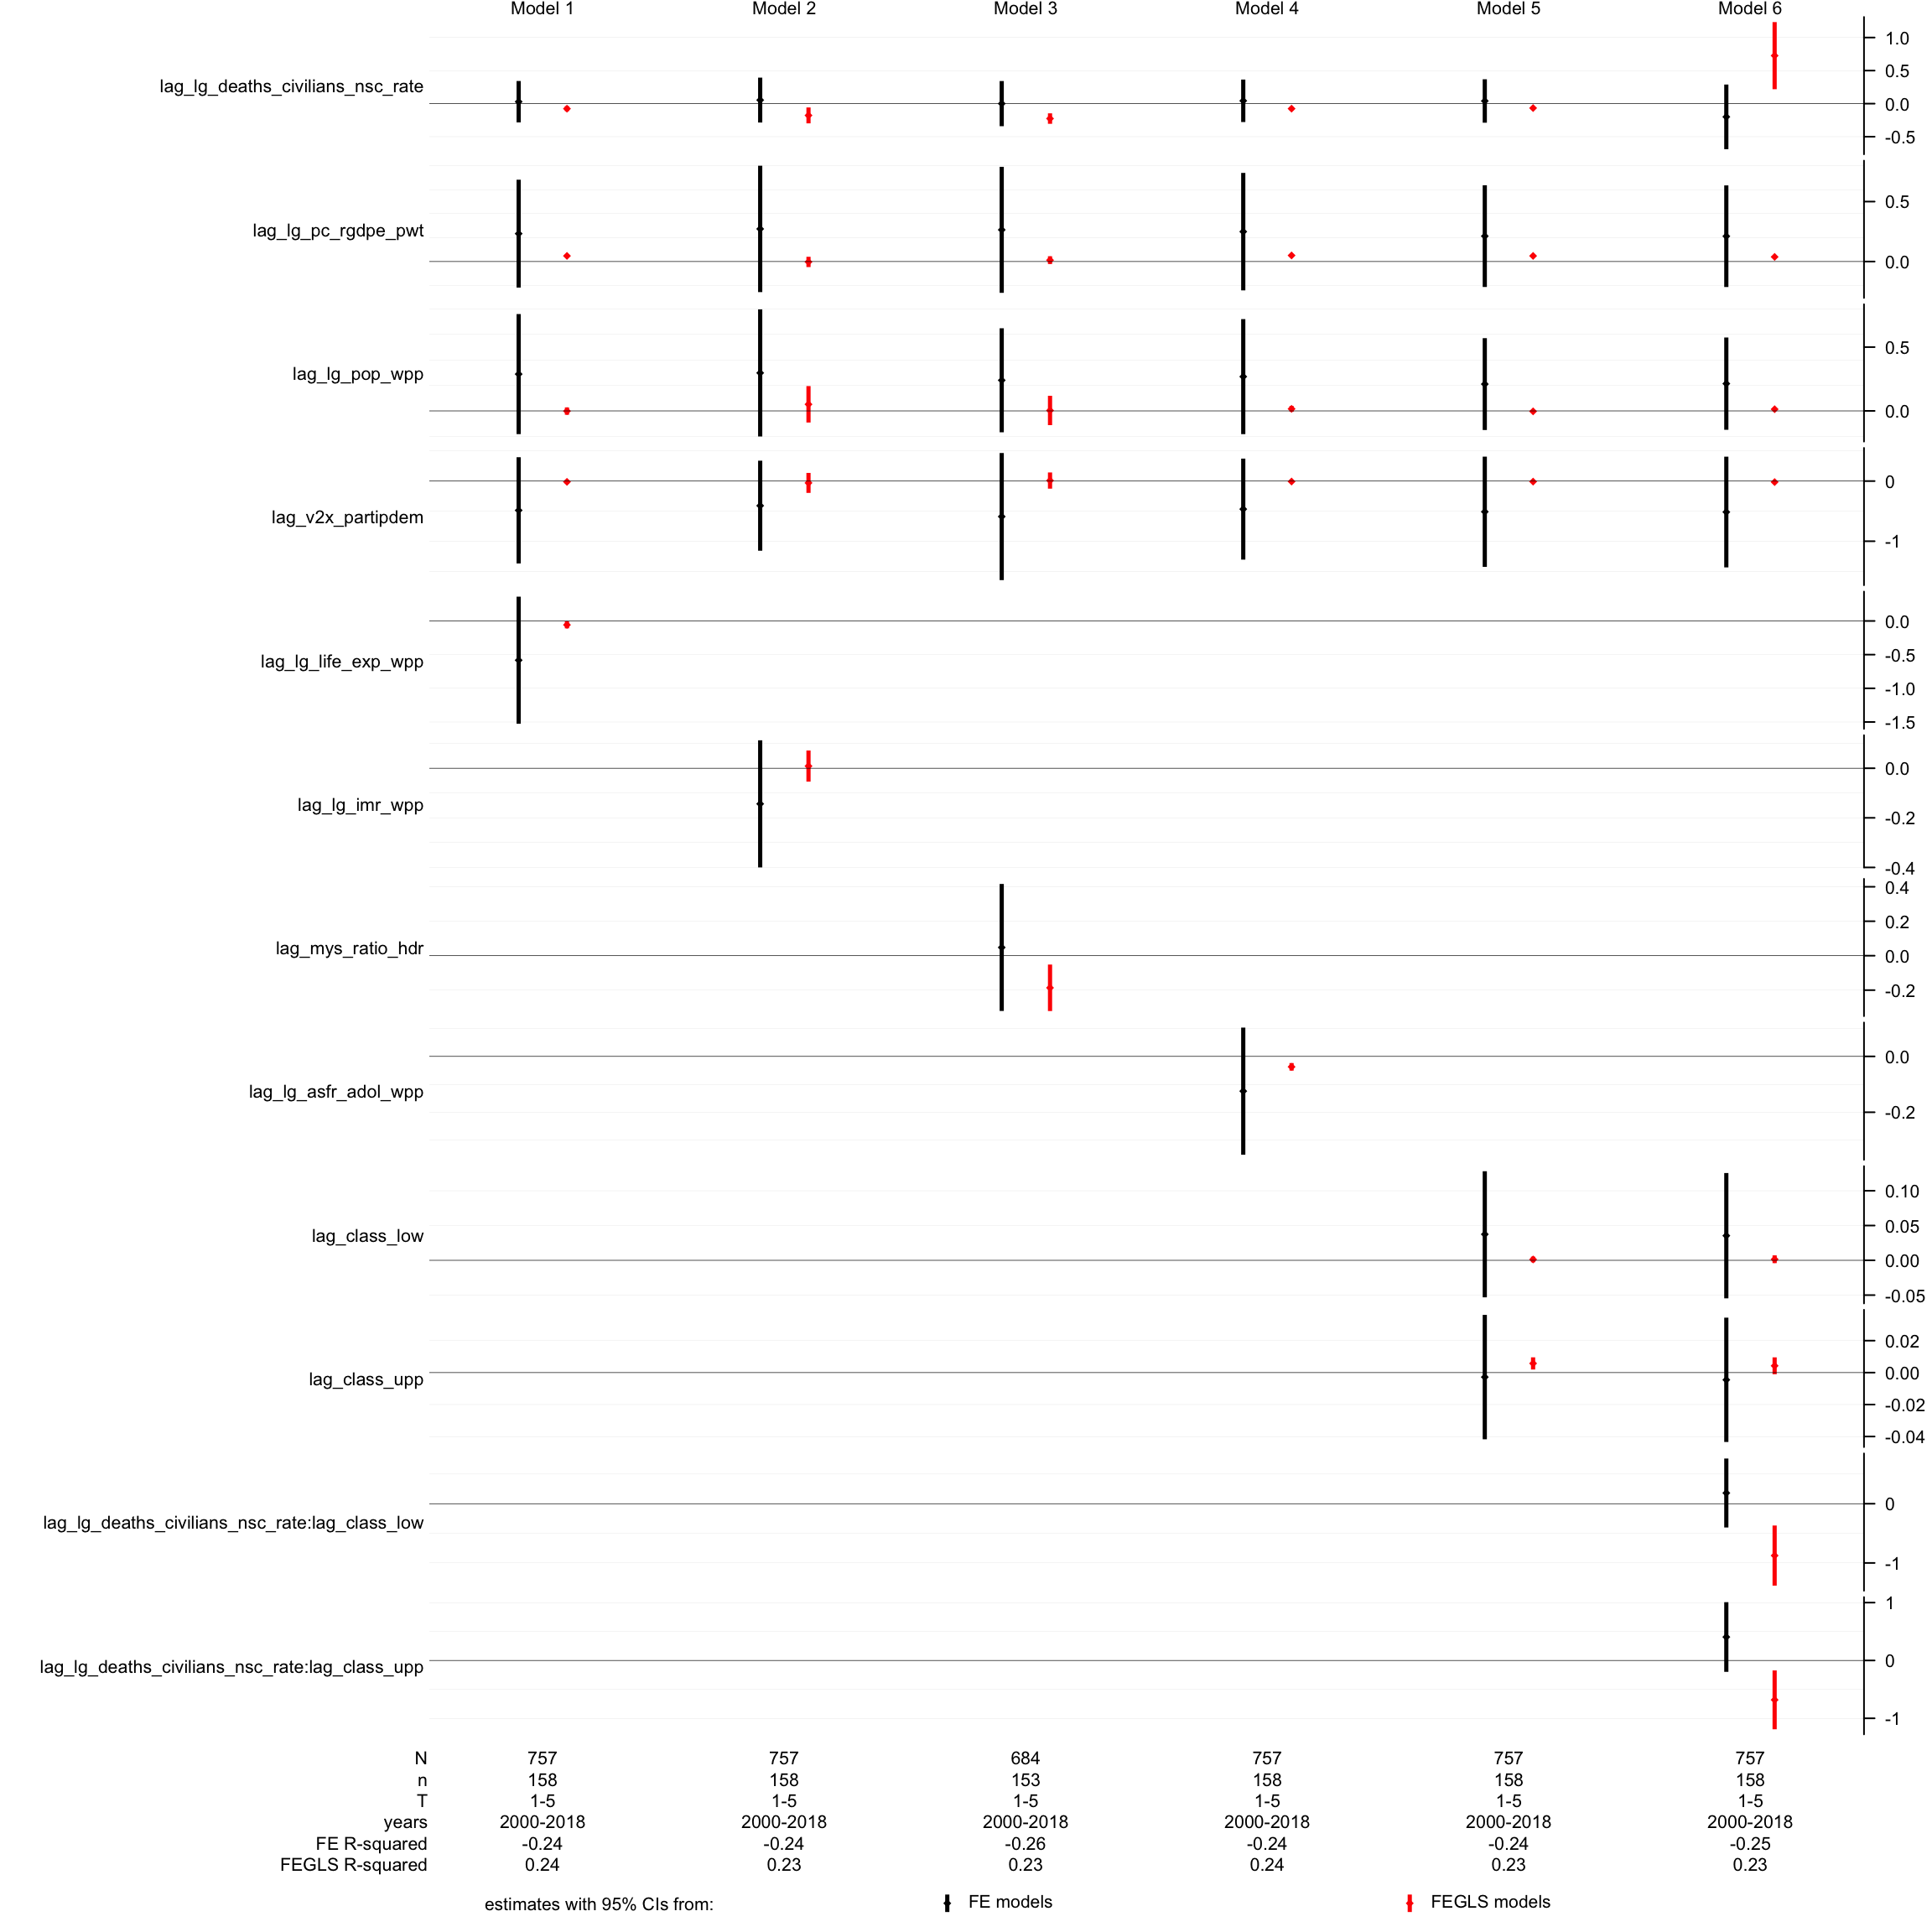 Model 1 Model 2 Model 3 Model 4 Model 5 Model 6
lag_lg_deaths_civilians_nsc_rate
1.0
0.5
0.0
-0.5
lag_lg_pc_rgdpe_pwt
0.5
0.0
lag_lg_pop_wpp
0.5
0.0
lag_v2x_partipdem
0
-1
lag_lg_life_exp_wpp
0.0
-0.5
-1.0
-1.5
lag_lg_imr_wpp
0.0
-0.2
-0.4
lag_mys_ratio_hdr
0.4
0.2
0.0
-0.2
lag_lg_asfr_adol_wpp
0.0
-0.2
lag_class_low
0.10
0.05
0.00
-0.05
lag_class_upp
0.02
0.00
-0.02
-0.04
lag_lg_deaths_civilians_nsc_rate:lag_class_low
0
-1
lag_lg_deaths_civilians_nsc_rate:lag_class_upp
1
0
-1
N 757 757 684 757 757 757
n 158 158 153 158 158 158
T 1-5 1-5 1-5 1-5 1-5 1-5
years 2000-2018 2000-2018 2000-2018 2000-2018 2000-2018 2000-2018
FE R-squared -0.24 -0.24 -0.26 -0.24 -0.24 -0.25
FEGLS R-squared 0.24 0.23 0.23 0.24 0.23 0.23
estimates with 95% CIs from: FE models FEGLS models